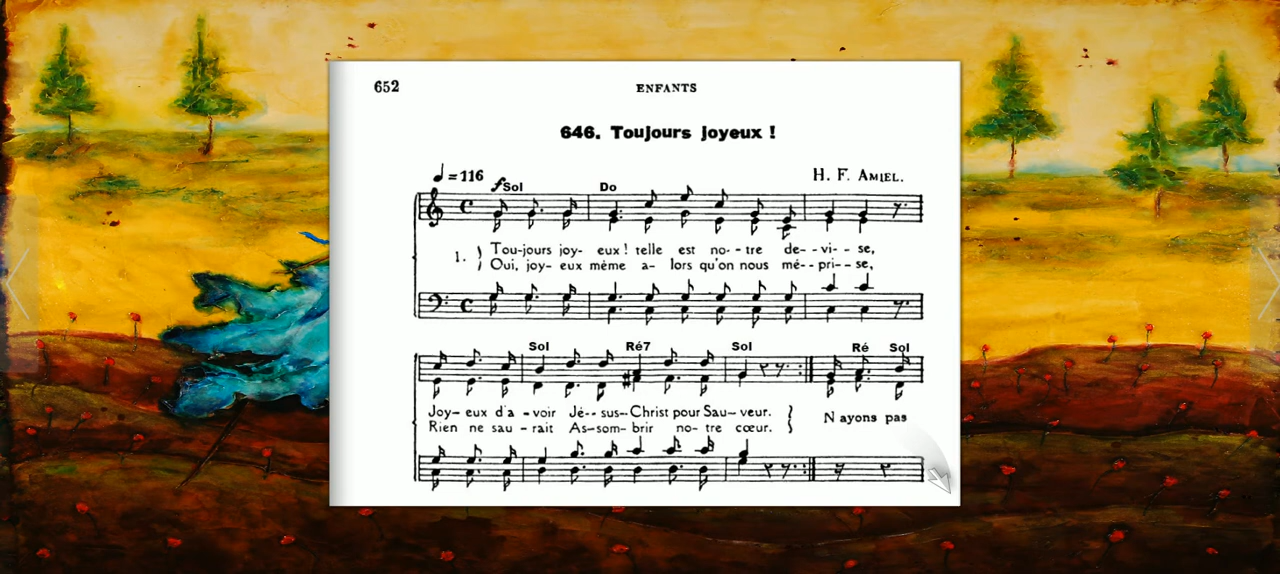 652
ENFANTS
646. Toujours joyeux !
♩ = 116
H. F. AMIEL.
f Sol Do
1. Tou-jours joy- eux ! telle est no- - tre de- - vi- - se,
Oui, joy- eux même a- lors qu'on nous mé- - pri- - se,
Sol Ré7 Sol Ré Sol
Joy- eux d'a - voir Jé- - sus-Christ pour Sau- veur. N ayons pas
Rien ne sau - rait As-som- brir no- tre cœur.